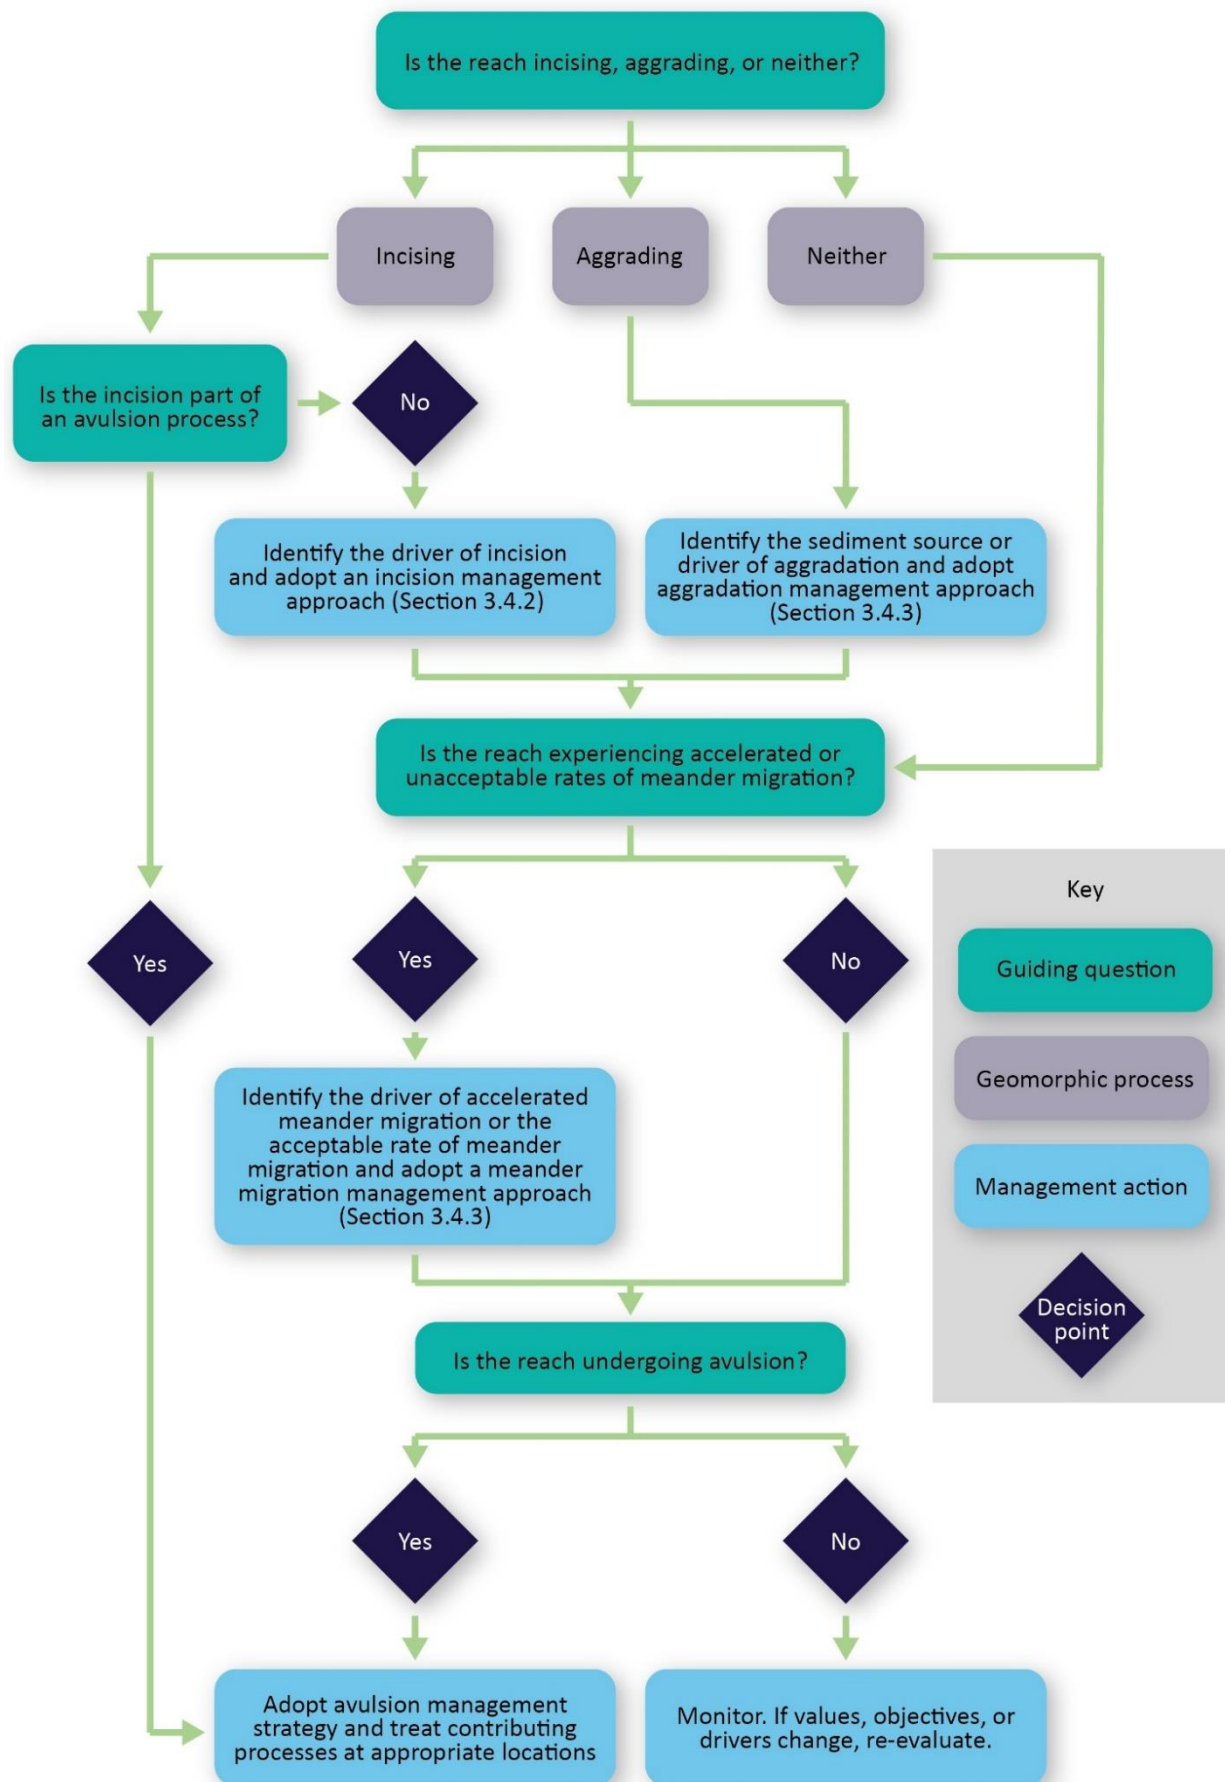 Is the reach incising, aggrading, or neither?
Incising
Aggrading
Neither
Is the incision part of
an avulsion process?
No
Identify the driver of incision
and adopt an incision management
approach (Section 3.4.2)
Identify the sediment source or
driver of aggradation and adopt
aggradation management approach
(Section 3.4.3)
Is the reach experiencing accelerated or
unacceptable rates of meander migration?
Yes
Yes
No
Identify the driver of accelerated
meander migration or the
acceptable rate of meander
migration and adopt a meander
migration management approach
(Section 3.4.3)
Is the reach undergoing avulsion?
Yes
No
Adopt avulsion management
strategy and treat contributing
processes at appropriate locations
Monitor. If values, objectives, or
drivers change, re-evaluate.
Key
Guiding question
Geomorphic process
Management action
Decision
point